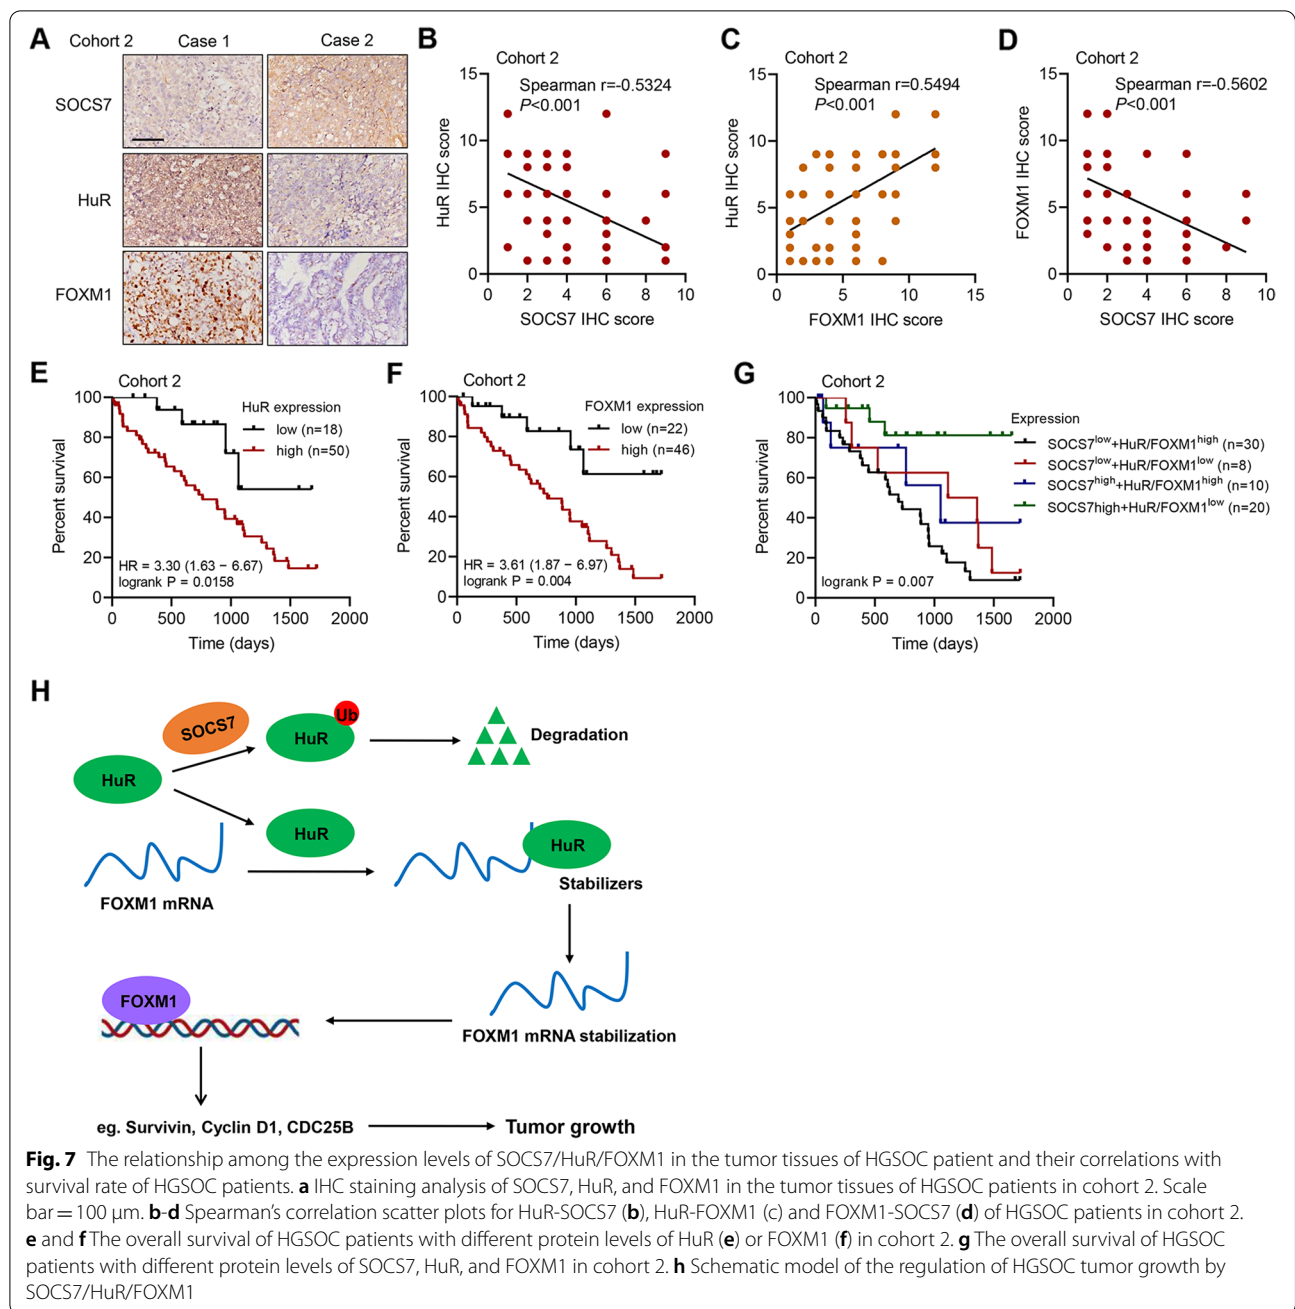 A
Cohort 2
Case 1
Case 2
SOCS7
HuR
FOXM1
B
Cohort 2
Spearman r=-0.5324
P<0.001
HuR IHC score
15
10
5
0
0 2 4 6 8 10
SOCS7 IHC score
C
Cohort 2
Spearman r=0.5494
P<0.001
HuR IHC score
15
10
5
0
0 5 10 15
FOXM1 IHC score
D
Cohort 2
Spearman r=-0.5602
P<0.001
FOXM1 IHC score
15
10
5
0
0 2 4 6 8 10
SOCS7 IHC score
E
Cohort 2
Percent survival
100
80
60
40
20
0
HuR expression
low (n=18)
high (n=50)
HR = 3.30 (1.63 − 6.67)
logrank P = 0.0158
0 500 1000 1500 2000
Time (days)
F
Cohort 2
Percent survival
100
80
60
40
20
0
FOXM1 expression
low (n=22)
high (n=46)
HR = 3.61 (1.87 − 6.97)
logrank P = 0.004
0 500 1000 1500 2000
Time (days)
G
Cohort 2
Percent survival
100
80
60
40
20
0
Expression
SOCS7low+HuR/FOXM1high (n=30)
SOCS7low+HuR/FOXM1low (n=8)
SOCS7high+HuR/FOXM1high (n=10)
SOCS7high+HuR/FOXM1low (n=20)
logrank P = 0.007
0 500 1000 1500 2000
Time (days)
H
SOCS7
HuR
Ub
HuR
Degradation
HuR
HuR
Stabilizers
FOXM1 mRNA
FOXM1
FOXM1 mRNA stabilization
eg. Survivin, Cyclin D1, CDC25B
Tumor growth
Fig. 7 The relationship among the expression levels of SOCS7/HuR/FOXM1 in the tumor tissues of HGSOC patient and their correlations with
survival rate of HGSOC patients. a IHC staining analysis of SOCS7, HuR, and FOXM1 in the tumor tissues of HGSOC patients in cohort 2. Scale
bar = 100 μm. b-d Spearman's correlation scatter plots for HuR-SOCS7 (b), HuR-FOXM1 (c) and FOXM1-SOCS7 (d) of HGSOC patients in cohort 2.
e and f The overall survival of HGSOC patients with different protein levels of HuR (e) or FOXM1 (f) in cohort 2. g The overall survival of HGSOC
patients with different protein levels of SOCS7, HuR, and FOXM1 in cohort 2. h Schematic model of the regulation of HGSOC tumor growth by
SOCS7/HuR/FOXM1